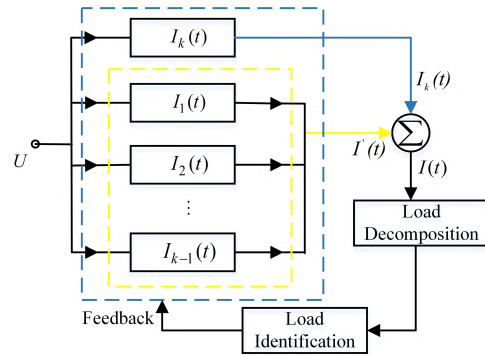 I_k(t)
I_k(t)
I_1(t)
U
I'(t)
Σ
I_2(t)
I(t)
⋮
Load
Decomposition
I_{k−1}(t)
Feedback
Load
Identification